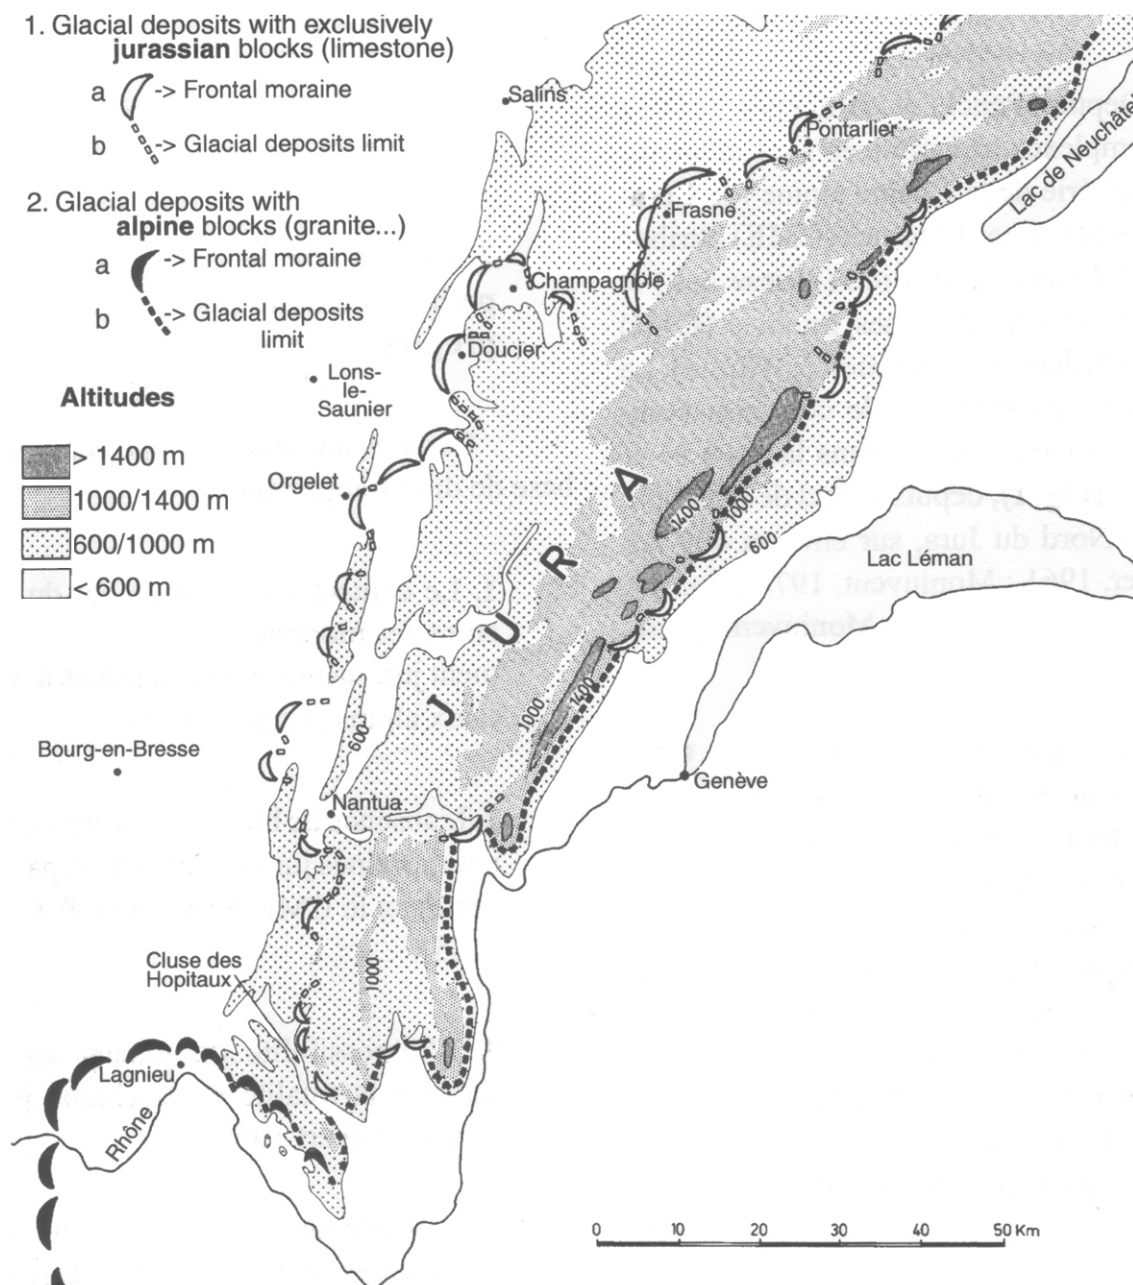 1. Glacial deposits with exclusively
jurassian blocks (limestone)
a -> Frontal moraine
b -> Glacial deposits limit
2. Glacial deposits with
alpine blocks (granite...)
a -> Frontal moraine
b -> Glacial deposits
limit
Altitudes
> 1400 m
1000/1400 m
600/1000 m
< 600 m
Salins
Pontarlier
Lac de Neuchâtel
Frasne
Champagnole
Doucier
Lons-
le-
Saunier
Orgelet
JURA
1400
1000
600
Lac Léman
1000
1400
600
Bourg-en-Bresse
Nantua
Genève
1000
Cluse des
Hopitaux
Lagnieu
Rhône
0 10 20 30 40 50 Km